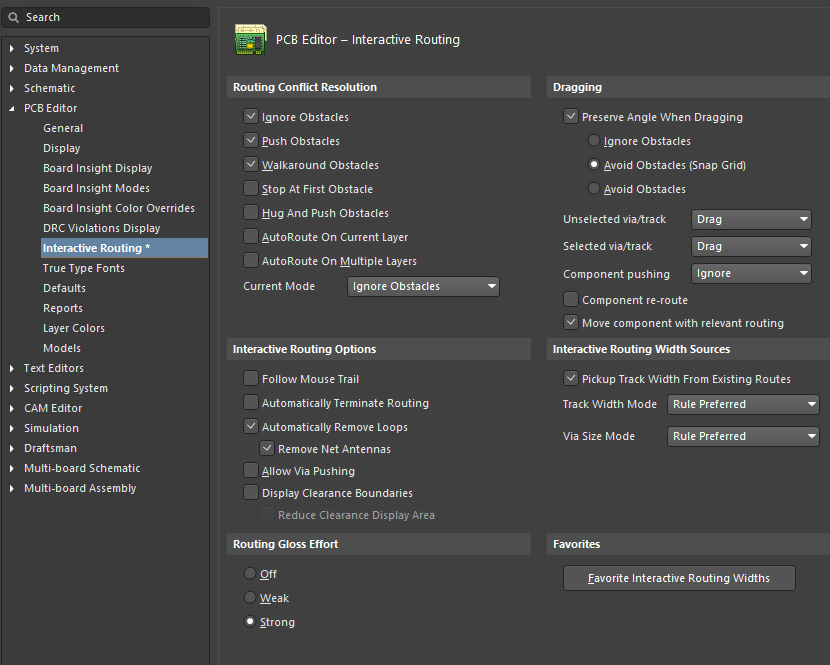 Search
System
Data Management
Schematic
PCB Editor
General
Display
Board Insight Display
Board Insight Modes
Board Insight Color Overrides
DRC Violations Display
Interactive Routing *
True Type Fonts
Defaults
Reports
Layer Colors
Models
Text Editors
Scripting System
CAM Editor
Simulation
Draftsman
Multi-board Schematic
Multi-board Assembly
PCB Editor – Interactive Routing
Routing Conflict Resolution
Ignore Obstacles
Push Obstacles
Walkaround Obstacles
Stop At First Obstacle
Hug And Push Obstacles
AutoRoute On Current Layer
AutoRoute On Multiple Layers
Current Mode Ignore Obstacles
Dragging
Preserve Angle When Dragging
Ignore Obstacles
Avoid Obstacles (Snap Grid)
Avoid Obstacles
Unselected via/track Drag
Selected via/track Drag
Component pushing Ignore
Component re-route
Move component with relevant routing
Interactive Routing Options
Follow Mouse Trail
Automatically Terminate Routing
Automatically Remove Loops
Remove Net Antennas
Allow Via Pushing
Display Clearance Boundaries
Reduce Clearance Display Area
Interactive Routing Width Sources
Pickup Track Width From Existing Routes
Track Width Mode Rule Preferred
Via Size Mode Rule Preferred
Routing Gloss Effort
Off
Weak
Strong
Favorites
Favorite Interactive Routing Widths